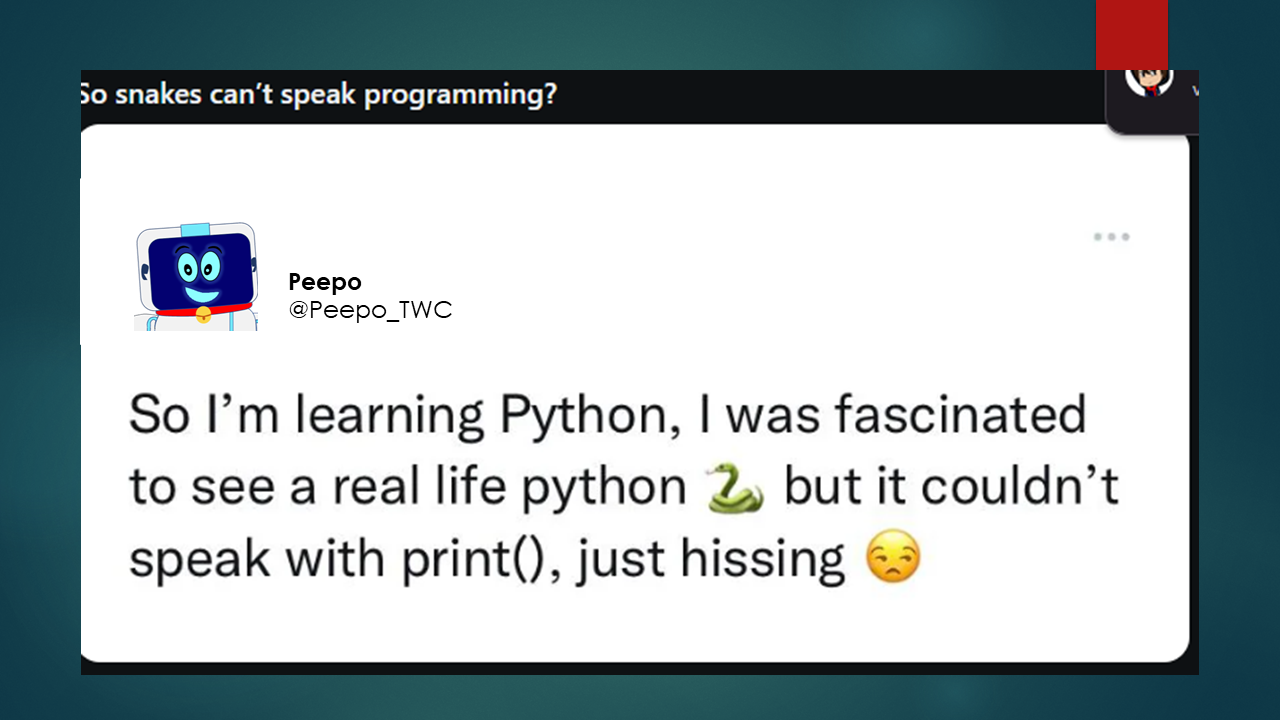 So snakes can’t speak programming?
Peepo
@Peepo_TWC
So I’m learning Python, I was fascinated
to see a real life python 🐍 but it couldn’t
speak with print(), just hissing 😒